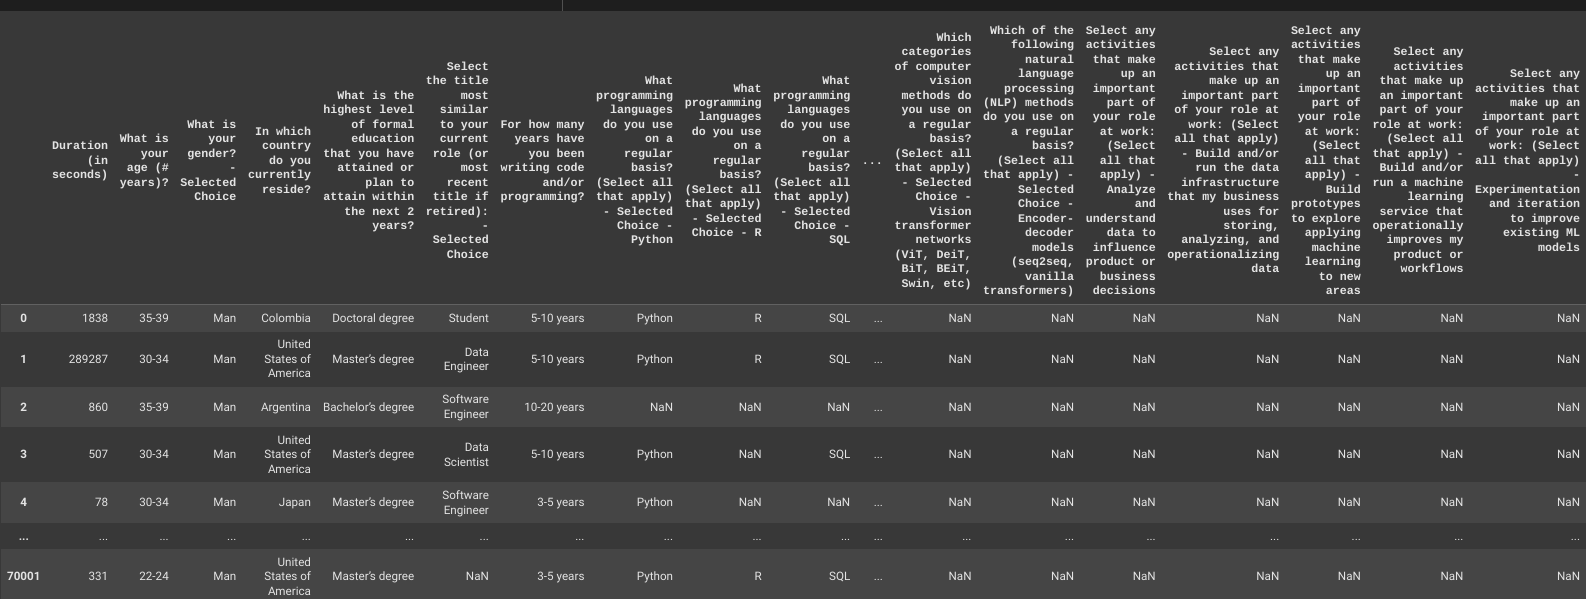 Duration (in seconds)
What is your age (# years)?
What is your gender? - Selected Choice
In which country do you currently reside?
What is the highest level of formal education that you have attained or plan to attain within the next 2 years?
Select the title most similar to your current role (or most recent title if retired): - Selected Choice
For how many years have you been writing code and/or programming?
What programming languages do you use on a regular basis? (Select all that apply) - Selected Choice - Python
What programming languages do you use on a regular basis? (Select all that apply) - Selected Choice - R
What programming languages do you use on a regular basis? (Select all that apply) - Selected Choice - SQL
...
Which categories of computer vision methods do you use on a regular basis? (Select all that apply) - Selected Choice - Vision transformer networks (ViT, DeiT, BiT, BEiT, Swin, etc)
Which of the following natural language processing (NLP) methods do you use on a regular basis? (Select all that apply) - Selected Choice - Encoder-decoder models (seq2seq, vanilla transformers)
Select any activities that make up an important part of your role at work: (Select all that apply) - Analyze and understand data to influence product or business decisions
Select any activities that make up an important part of your role at work: (Select all that apply) - Build and/or run the data infrastructure that my business uses for storing, analyzing, and operationalizing data
Select any activities that make up an important part of your role at work: (Select all that apply) - Build prototypes to explore applying machine learning to new areas
Select any activities that make up an important part of your role at work: (Select all that apply) - Build and/or run a machine learning service that operationally improves my product or workflows
Select any activities that make up an important part of your role at work: (Select all that apply) - Experimentation and iteration to improve existing ML models
0 1838 35-39 Man Colombia Doctoral degree Student 5-10 years Python R SQL ... NaN NaN NaN NaN NaN NaN NaN
1 289287 30-34 Man United States of America Master's degree Data Engineer 5-10 years Python R SQL ... NaN NaN NaN NaN NaN NaN NaN
2 860 35-39 Man Argentina Bachelor's degree Software Engineer 10-20 years NaN NaN NaN ... NaN NaN NaN NaN NaN NaN NaN
3 507 30-34 Man United States of America Master's degree Data Scientist 5-10 years Python NaN SQL ... NaN NaN NaN NaN NaN NaN NaN
4 78 30-34 Man Japan Master's degree Software Engineer 3-5 years Python NaN NaN ... NaN NaN NaN NaN NaN NaN NaN
... ... ... ... ... ... ... ... ... ... ... ... ... ... ... ... ... ... ...
70001 331 22-24 Man United States of America Master's degree NaN 3-5 years Python R SQL ... NaN NaN NaN NaN NaN NaN NaN